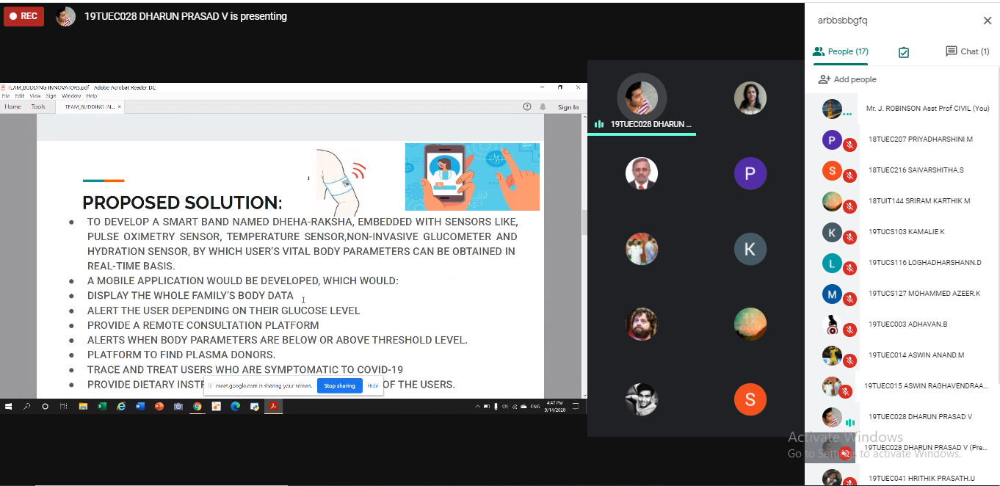 REC
19TUEC028 DHARUN PRASAD V is presenting
TEAM_BUDDING INNOVATORS.pdf - Adobe Acrobat Reader DC
File Edit View Sign Window Help
Home Tools TEAM_BUDDING IN... × Sign In
PROPOSED SOLUTION:
TO DEVELOP A SMART BAND NAMED DHEHA-RAKSHA, EMBEDDED WITH SENSORS LIKE,
PULSE OXIMETRY SENSOR, TEMPERATURE SENSOR,NON-INVASIVE GLUCOMETER AND
HYDRATION SENSOR, BY WHICH USER'S VITAL BODY PARAMETERS CAN BE OBTAINED IN
REAL-TIME BASIS.
A MOBILE APPLICATION WOULD BE DEVELOPED, WHICH WOULD:
DISPLAY THE WHOLE FAMILY'S BODY DATA
ALERT THE USER DEPENDING ON THEIR GLUCOSE LEVEL
PROVIDE A REMOTE CONSULTATION PLATFORM
ALERTS WHEN BODY PARAMETERS ARE BELOW OR ABOVE THRESHOLD LEVEL.
PLATFORM TO FIND PLASMA DONORS.
TRACE AND TREAT USERS WHO ARE SYMPTOMATIC TO COVID-19
PROVIDE DIETARY INST OF THE USERS.
meet.google.com is sharing your screen. Stop sharing Hide
ENG
4:47 PM
9/14/2020
19TUEC028 DHARUN ...
P
K
S
arbbsbbgfq
People (17) Chat (1)
Add people
Mr. J. ROBINSON Asst Prof CIVIL (You)
P 18TUEC207 PRIYADHARSHINI M
S 18TUEC216 SAIVARSHITHA.S
18TUIT144 SRIRAM KARTHIK M
K 19TUCS103 KAMALIE K
L 19TUCS116 LOGHADHARSHANN.D
M 19TUCS127 MOHAMMED AZEER.K
19TUEC003 ADHAVAN.B
19TUEC014 ASWIN ANAND.M
19TUEC015 ASWIN RAGHAVENDRAA...
19TUEC028 DHARUN PRASAD V
19TUEC028 DHARUN PRASAD V (Pre...
19TUEC041 HRITHIK PRASATH.U
Activate Windows
Go to Settings to activate Windows.